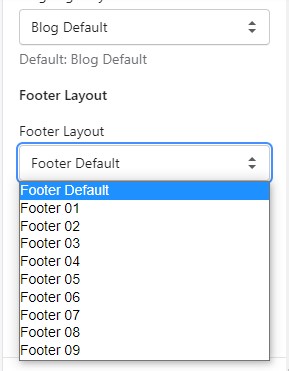 Blog Default
Default: Blog Default
Footer Layout
Footer Layout
Footer Default
Footer Default
Footer 01
Footer 02
Footer 03
Footer 04
Footer 05
Footer 06
Footer 07
Footer 08
Footer 09